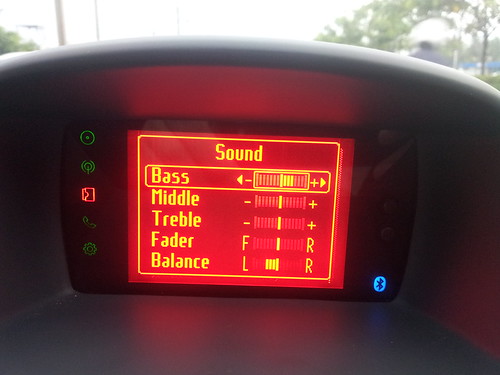 Sound
Bass - +
Middle - +
Treble - +
Fader F R
Balance L R